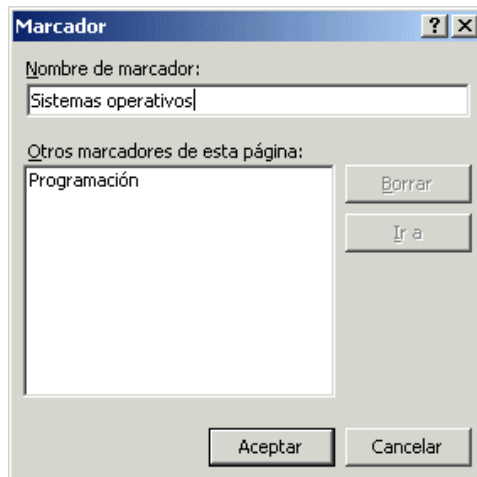 Marcador
Nombre de marcador:
Sistemas operativos
Otros marcadores de esta página:
Programación
Borrar
Ir a
Aceptar
Cancelar